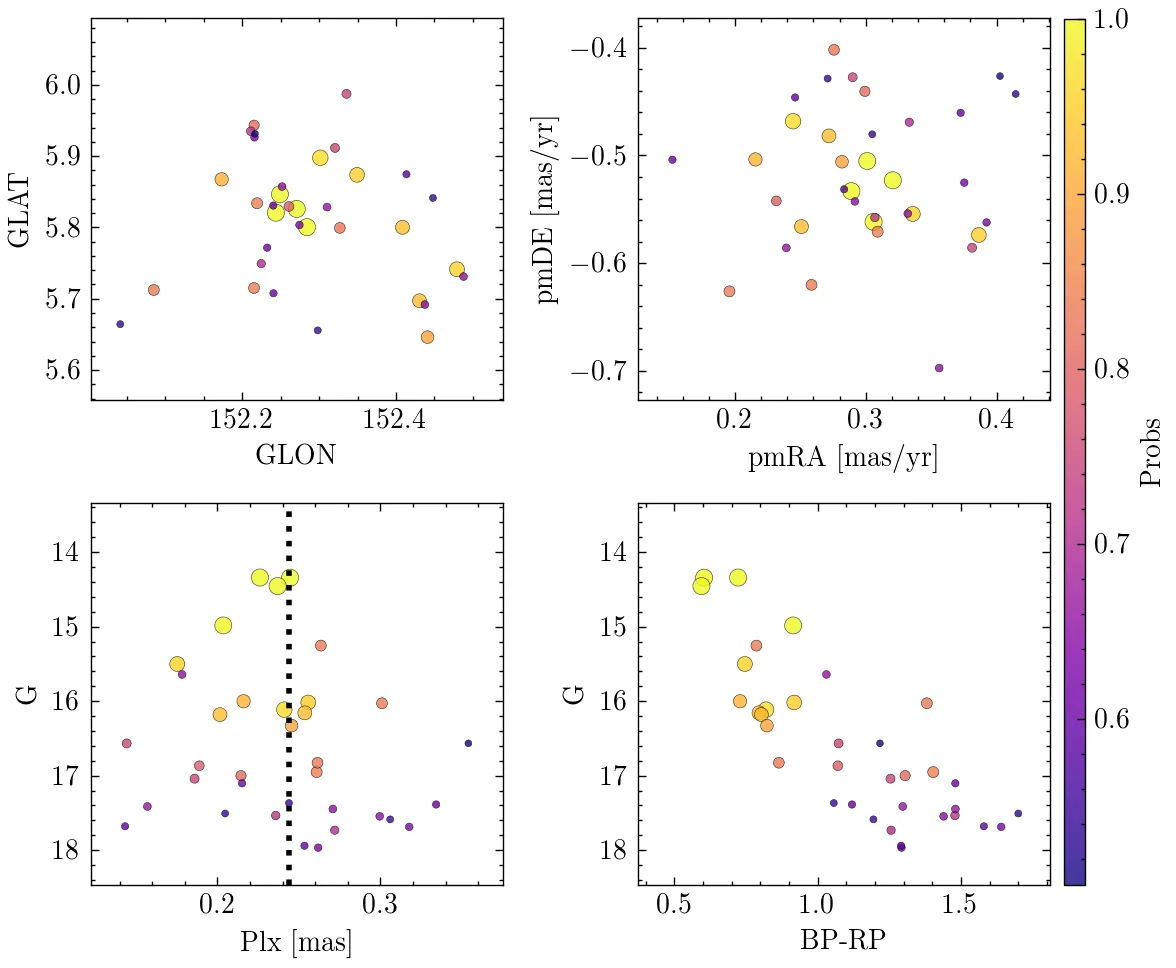 6.0
5.9
5.8
5.7
5.6
GLAT
152.2 152.4
GLON
−0.4
−0.5
−0.6
−0.7
pmDE [mas/yr]
0.2 0.3 0.4
pmRA [mas/yr]
14
15
16
17
18
G
0.2 0.3
Plx [mas]
14
15
16
17
18
G
0.5 1.0 1.5
BP-RP
1.0
0.9
0.8
0.7
0.6
Probs